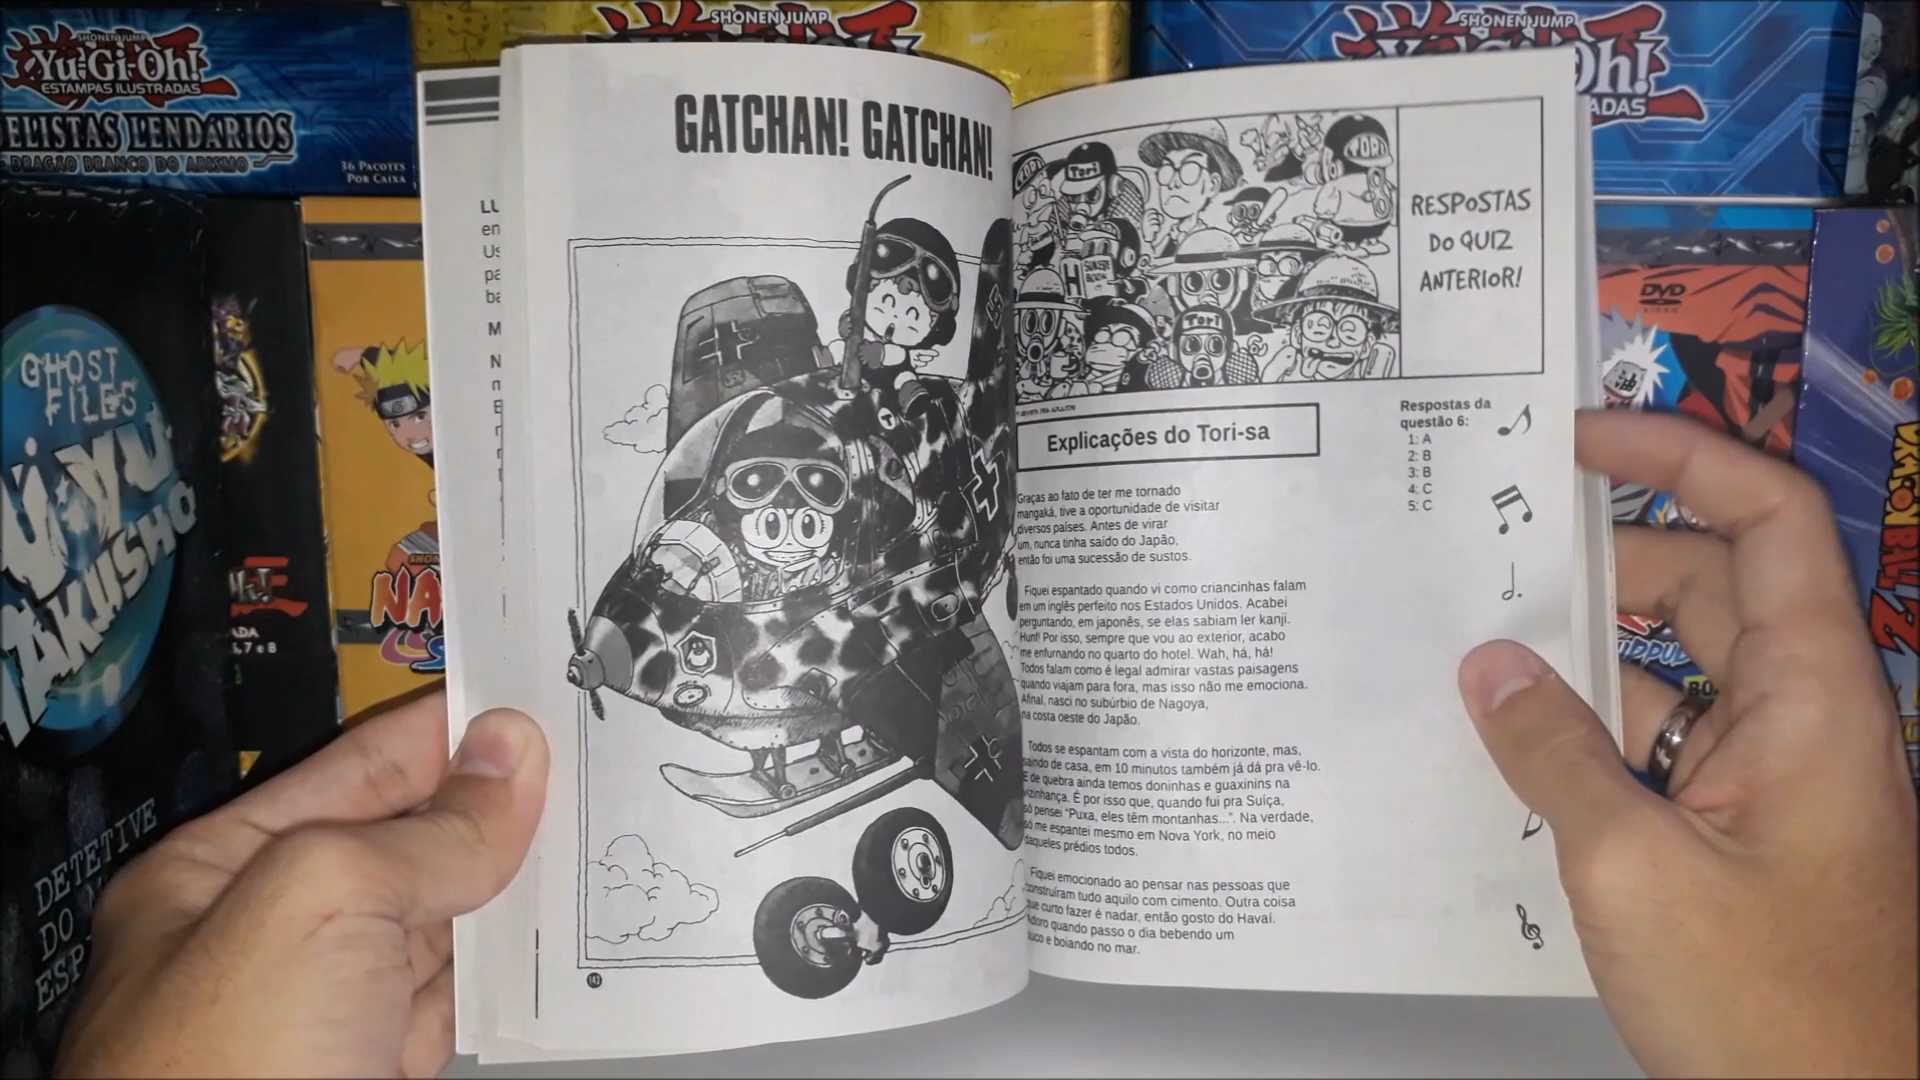 SHONEN JUMP
Yu-Gi-Oh!
ESTAMPAS ILUSTRADAS
DRAGÃO BRANCO DO ABISMO
36 PACOTES
POR CAIXA
SHONEN JUMP
SHONEN JUMP
GHOST
FILES
DETETIVE
DO
GATCHAN! GATCHAN!
143
Tori
TORI
Tori
RESPOSTAS
DO QUIZ
ANTERIOR!
Explicações do Tori-sa
Respostas da
questão 6:
1: A
2: B
3: B
4: C
5: C
Graças ao fato de ter me tornado
mangaká, tive a oportunidade de visitar
diversos países. Antes de virar
um, nunca tinha saído do Japão,
então foi uma sucessão de sustos.
Fiquei espantado quando vi como criancinhas falam
em um inglês perfeito nos Estados Unidos. Acabei
perguntando, em japonês, se elas sabiam ler kanji.
Hunf! Por isso, sempre que vou ao exterior, acabo
me enfurnando no quarto do hotel. Wah, há, há!
Todos falam como é legal admirar vastas paisagens
quando viajam para fora, mas isso não me emociona.
Afinal, nasci no subúrbio de Nagoya,
na costa oeste do Japão.
Todos se espantam com a vista do horizonte, mas,
saindo de casa, em 10 minutos também já dá pra vê-lo.
E de quebra ainda temos doninhas e guaxinins na
vizinhança. É por isso que, quando fui pra Suíça,
só pensei "Puxa, eles têm montanhas...". Na verdade,
só me espantei mesmo em Nova York, no meio
daqueles prédios todos.
Fiquei emocionado ao pensar nas pessoas que
construíram tudo aquilo com cimento. Outra coisa
que curto fazer é nadar, então gosto do Havaí.
Adoro quando passo o dia bebendo um
suco e boiando no mar.
DVD
VIDEO